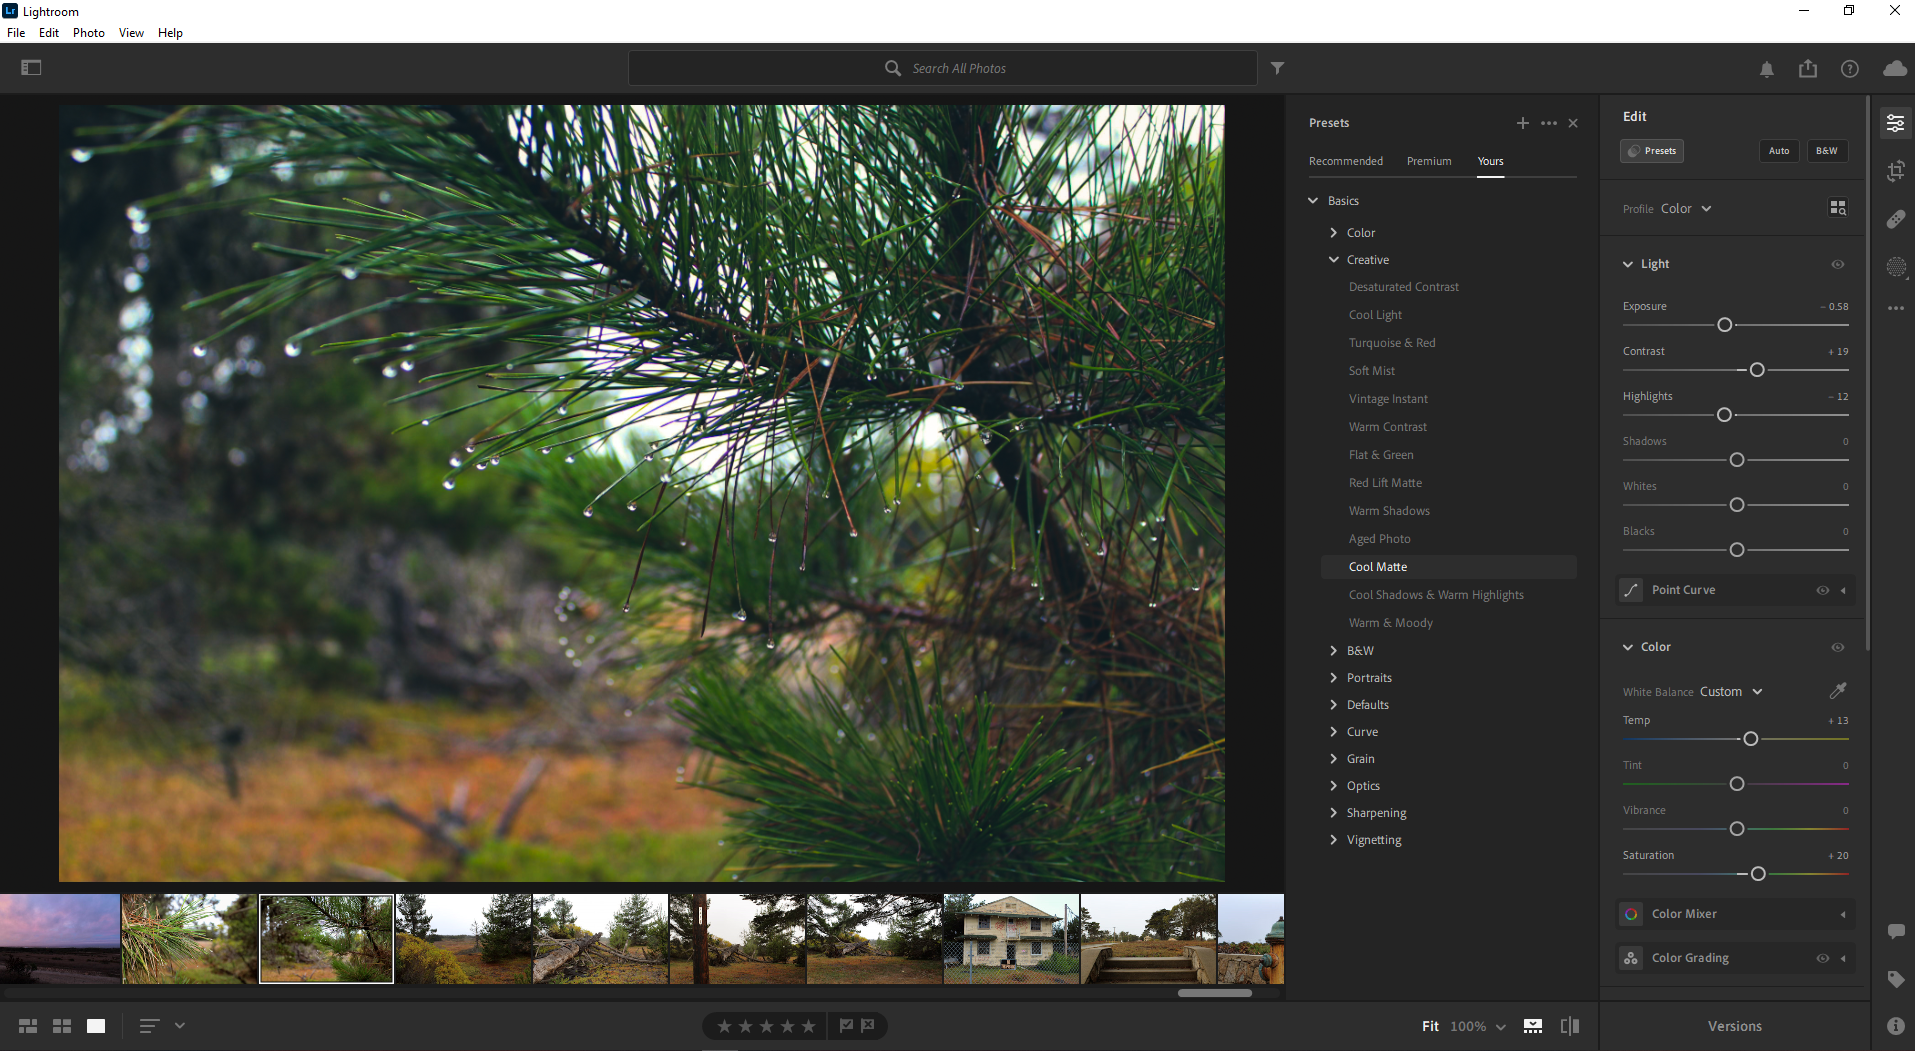 Lr Lightroom
File Edit Photo View Help
Search All Photos
Presets
Recommended Premium Yours
Basics
Color
Creative
Desaturated Contrast
Cool Light
Turquoise & Red
Soft Mist
Vintage Instant
Warm Contrast
Flat & Green
Red Lift Matte
Warm Shadows
Aged Photo
Cool Matte
Cool Shadows & Warm Highlights
Warm & Moody
B&W
Portraits
Defaults
Curve
Grain
Optics
Sharpening
Vignetting
Edit
Presets Auto B&W
Profile Color
Light
Exposure − 0.58
Contrast + 19
Highlights − 12
Shadows 0
Whites 0
Blacks 0
Point Curve
Color
White Balance Custom
Temp + 13
Tint 0
Vibrance 0
Saturation + 20
Color Mixer
Color Grading
Fit 100%
Versions